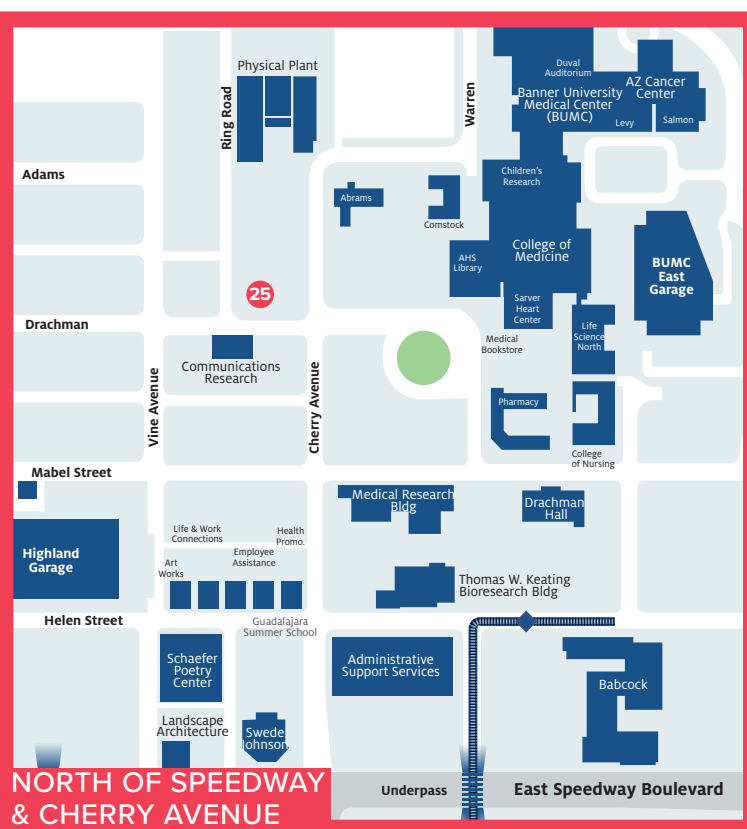 Physical Plant
Duval
Auditorium
AZ Cancer
Center
Banner University
Medical Center
(BUMC)
Levy
Salmon
Ring Road
Warren
Adams
Children's
Research
Abrams
Comstock
College of
Medicine
AHS
Library
BUMC
East
Garage
25
Sarver
Heart
Center
Drachman
Life
Science
North
Medical
Bookstore
Communications
Research
Vine Avenue
Cherry Avenue
Pharmacy
College
of Nursing
Mabel Street
Medical Research
Bldg
Drachman
Hall
Life & Work
Connections
Health
Promo.
Employee
Assistance
Art
Works
Highland
Garage
Thomas W. Keating
Bioresearch Bldg
Helen Street
Guadalajara
Summer School
Schaefer
Poetry
Center
Administrative
Support Services
Babcock
Landscape
Architecture
Swede
Johnson
NORTH OF SPEEDWAY
& CHERRY AVENUE
Underpass
East Speedway Boulevard